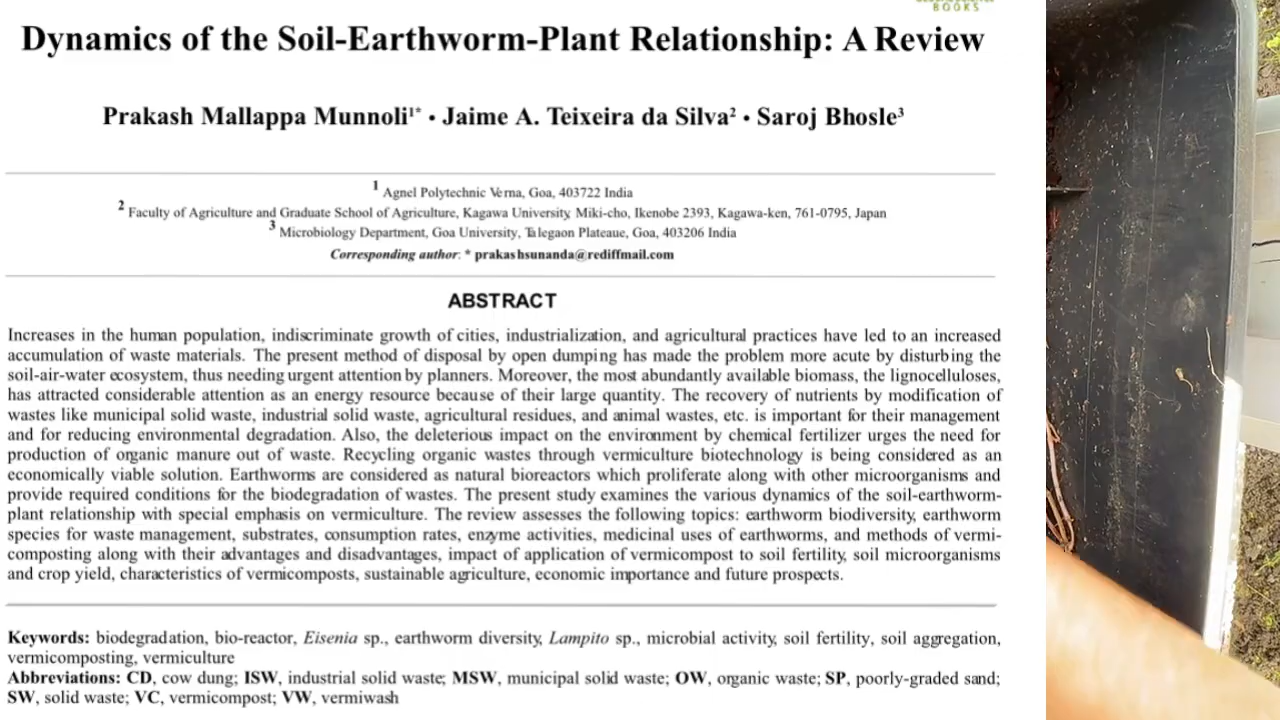 BOOKS
Dynamics of the Soil-Earthworm-Plant Relationship: A Review
Prakash Mallappa Munnoli¹* • Jaime A. Teixeira da Silva² • Saroj Bhosle³
¹ Agnel Polytechnic Verna, Goa, 403722 India
² Faculty of Agriculture and Graduate School of Agriculture, Kagawa University, Miki-cho, Ikenobe 2393, Kagawa-ken, 761-0795, Japan
³ Microbiology Department, Goa University, Talegaon Plateaue, Goa, 403206 India
Corresponding author: * prakashsunanda@rediffmail.com
ABSTRACT
Increases in the human population, indiscriminate growth of cities, industrialization, and agricultural practices have led to an increased
accumulation of waste materials. The present method of disposal by open dumping has made the problem more acute by disturbing the
soil-air-water ecosystem, thus needing urgent attention by planners. Moreover, the most abundantly available biomass, the lignocelluloses,
has attracted considerable attention as an energy resource because of their large quantity. The recovery of nutrients by modification of
wastes like municipal solid waste, industrial solid waste, agricultural residues, and animal wastes, etc. is important for their management
and for reducing environmental degradation. Also, the deleterious impact on the environment by chemical fertilizer urges the need for
production of organic manure out of waste. Recycling organic wastes through vermiculture biotechnology is being considered as an
economically viable solution. Earthworms are considered as natural bioreactors which proliferate along with other microorganisms and
provide required conditions for the biodegradation of wastes. The present study examines the various dynamics of the soil-earthworm-
plant relationship with special emphasis on vermiculture. The review assesses the following topics: earthworm biodiversity, earthworm
species for waste management, substrates, consumption rates, enzyme activities, medicinal uses of earthworms, and methods of vermi-
composting along with their advantages and disadvantages, impact of application of vermicompost to soil fertility, soil microorganisms
and crop yield, characteristics of vermicomposts, sustainable agriculture, economic importance and future prospects.
Keywords: biodegradation, bio-reactor, Eisenia sp., earthworm diversity, Lampito sp., microbial activity, soil fertility, soil aggregation,
vermicomposting, vermiculture
Abbreviations: CD, cow dung; ISW, industrial solid waste; MSW, municipal solid waste; OW, organic waste; SP, poorly-graded sand;
SW, solid waste; VC, vermicompost; VW, vermiwash